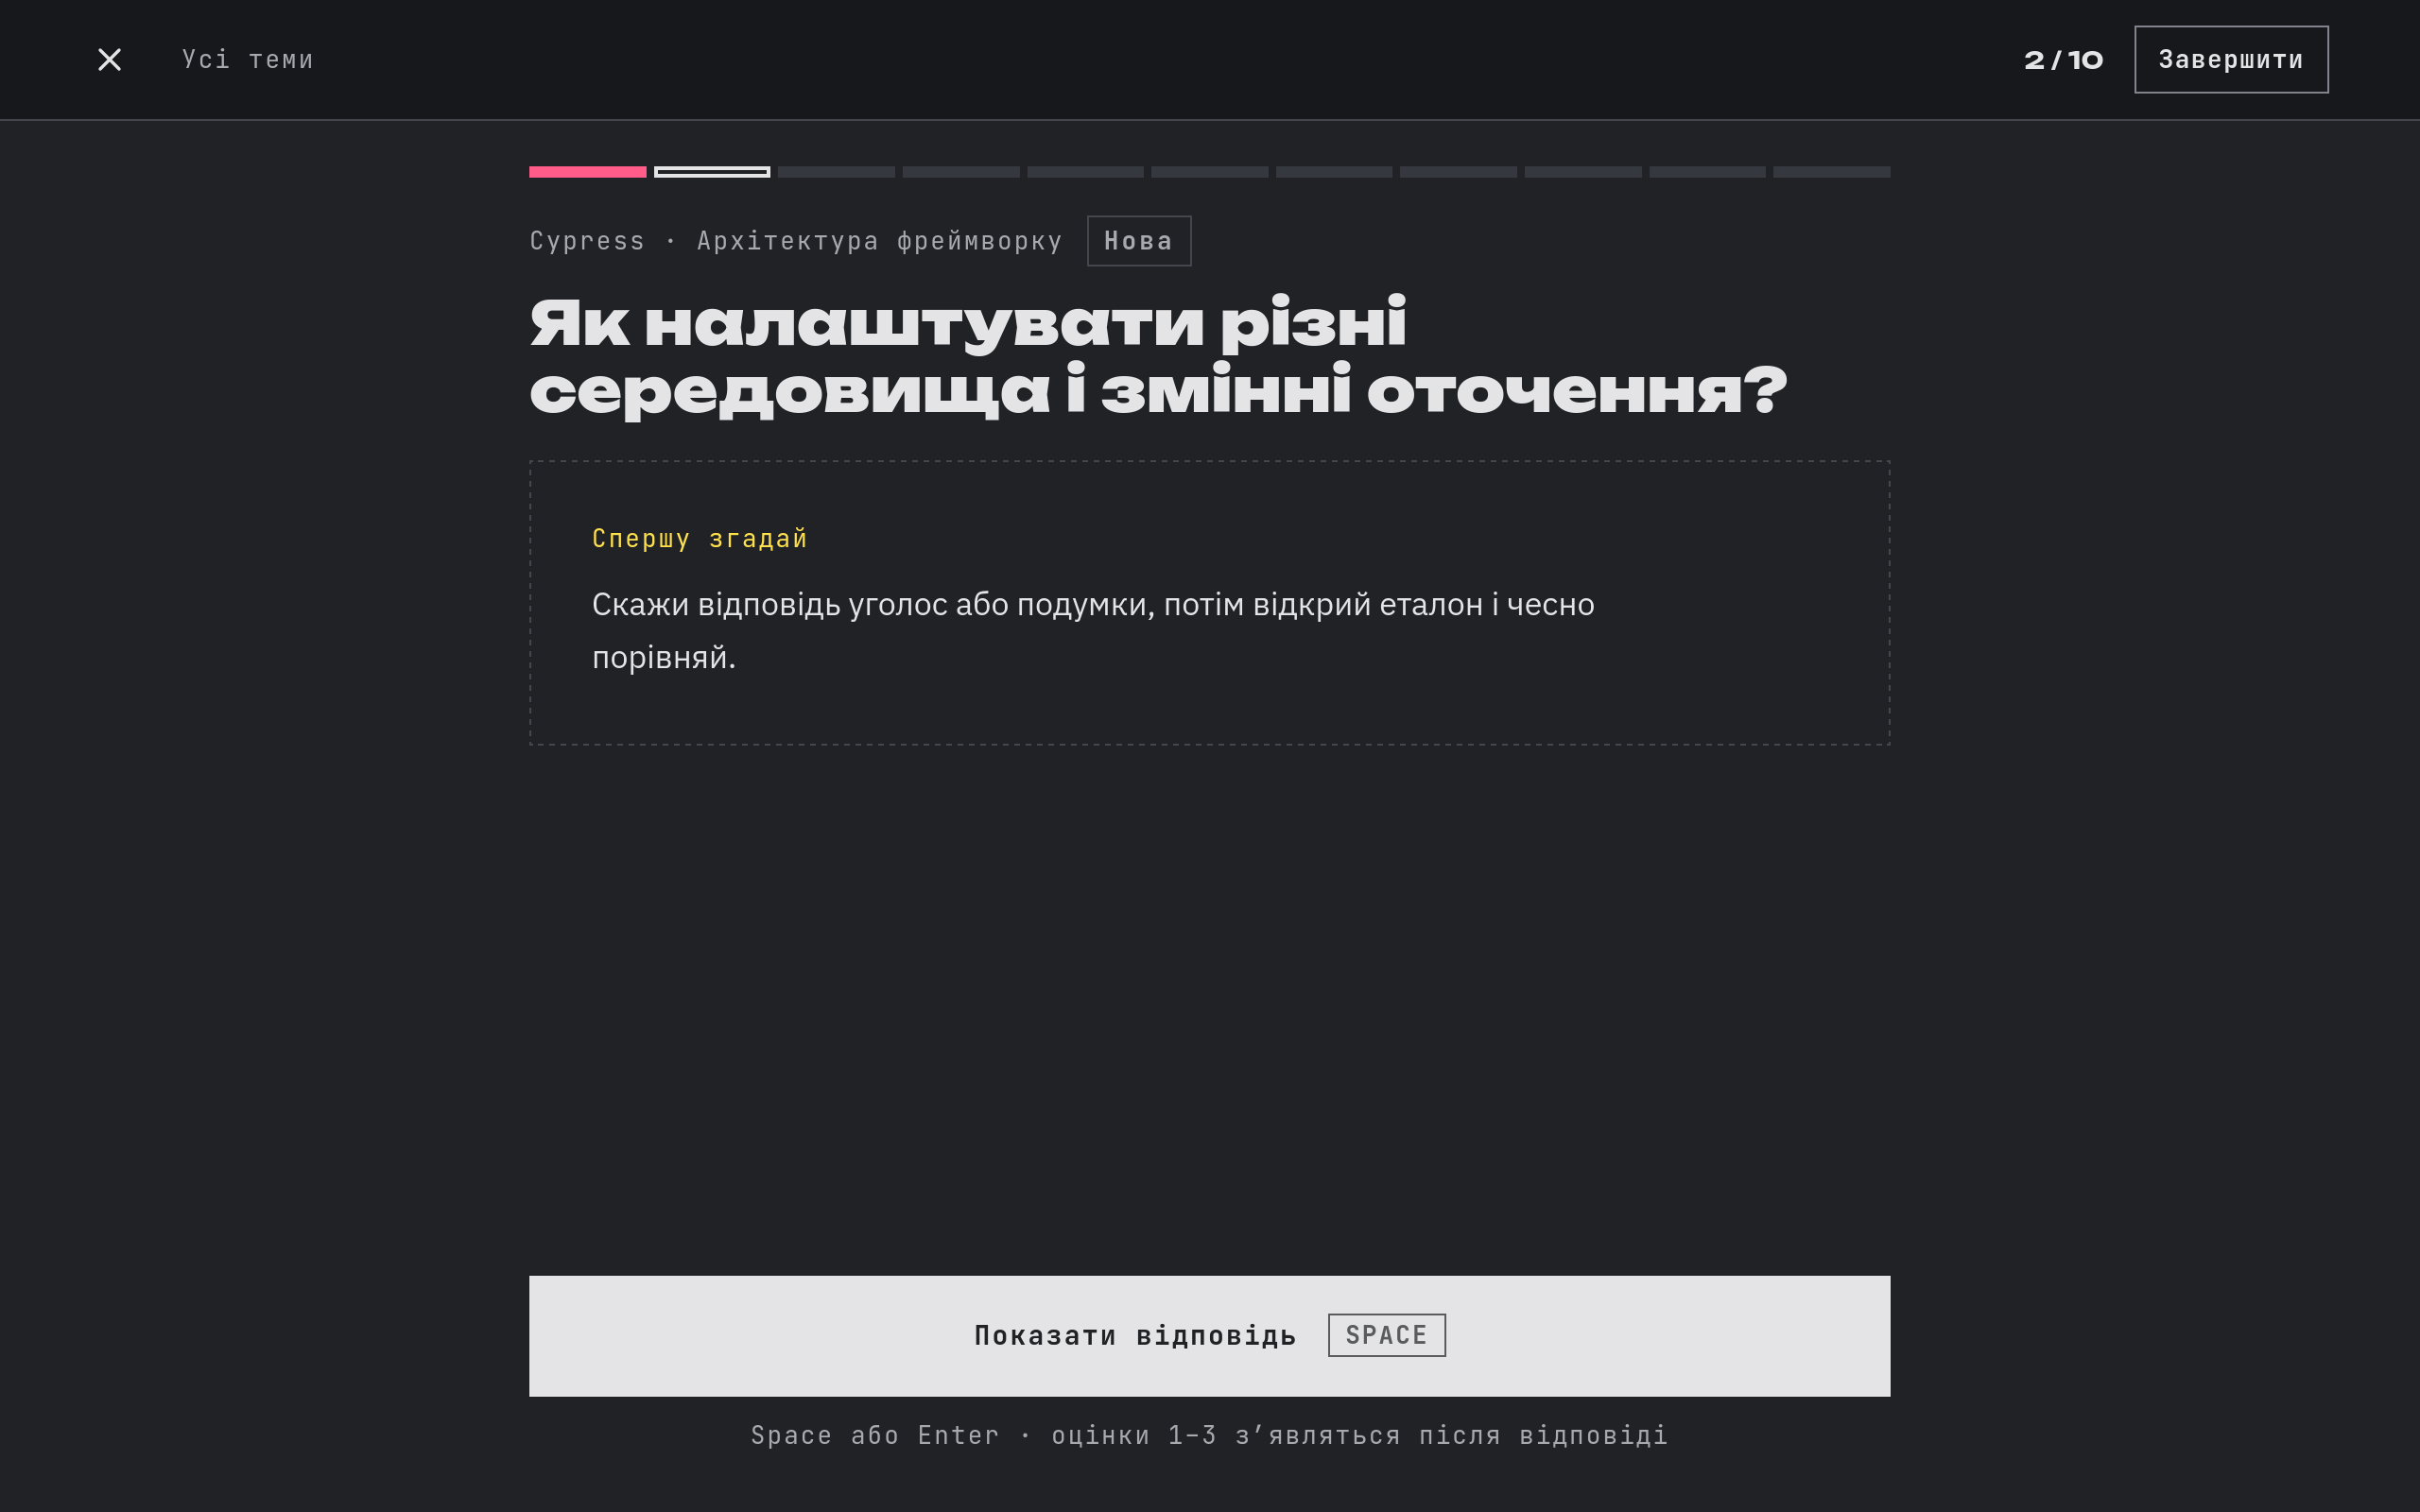 Усі теми
2 / 10
Завершити
Cypress · Архітектура фреймворку
Нова
Як налаштувати різні
середовища і змінні оточення?
Спершу згадай
Скажи відповідь уголос або подумки, потім відкрий еталон і чесно
порівняй.
Показати відповідь
SPACE
Space або Enter · оцінки 1–3 з’являться після відповіді